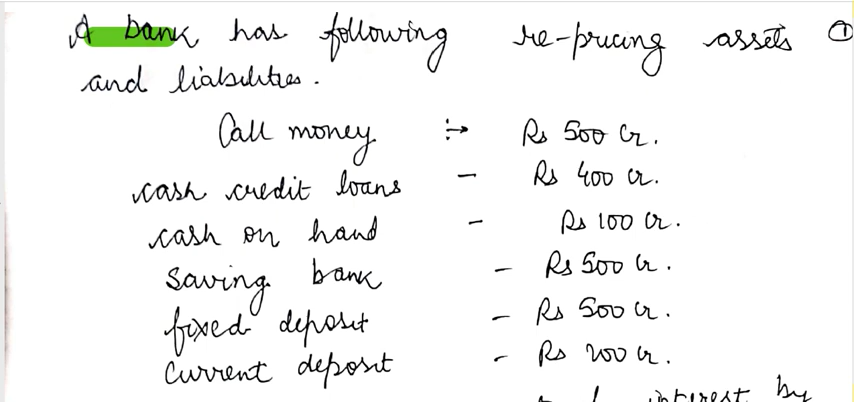 A bank has following re-pricing assets ①
and liabilities.
Call money :→ Rs 500 Cr.
cash credit loans - Rs 400 Cr.
cash on hand - Rs 100 Cr.
Saving bank - Rs 500 Cr.
fixed deposit - Rs 500 Cr.
Current deposit - Rs 200 Cr.
interest by